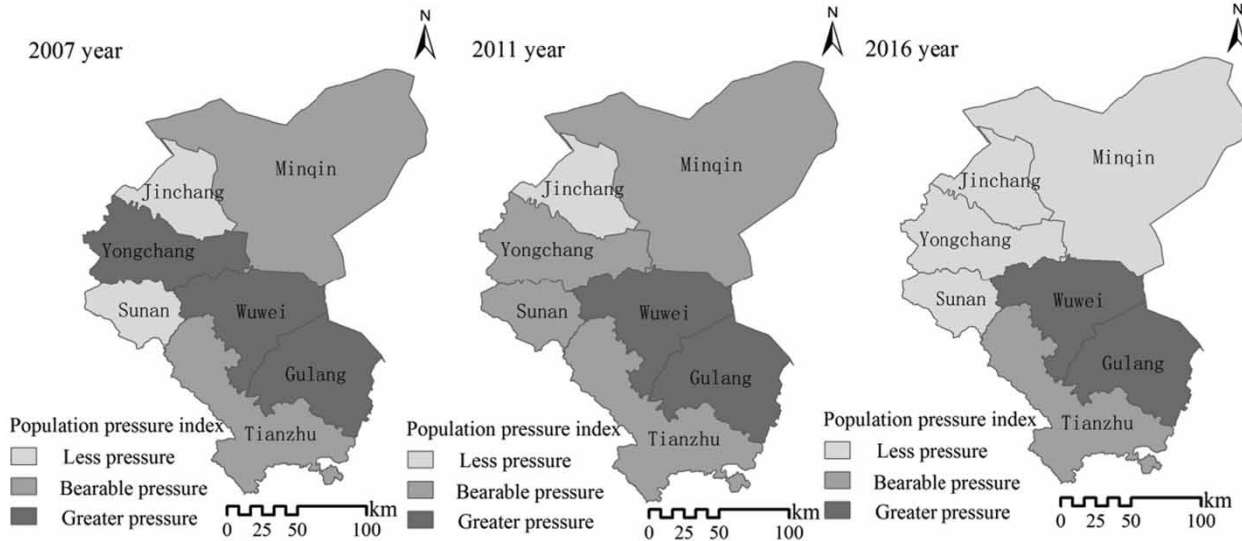 N
2007 year
Minqin
Jinchang
Yongchang
Sunan
Wuwei
Gulang
Tianzhu
Population pressure index
Less pressure
Bearable pressure
Greater pressure
km
0 25 50 100
N
2011 year
Minqin
Jinchang
Yongchang
Sunan
Wuwei
Gulang
Tianzhu
Population pressure index
Less pressure
Bearable pressure
Greater pressure
km
0 25 50 100
N
2016 year
Minqin
Jinchang
Yongchang
Sunan
Wuwei
Gulang
Tianzhu
Population pressure index
Less pressure
Bearable pressure
Greater pressure
km
0 25 50 100